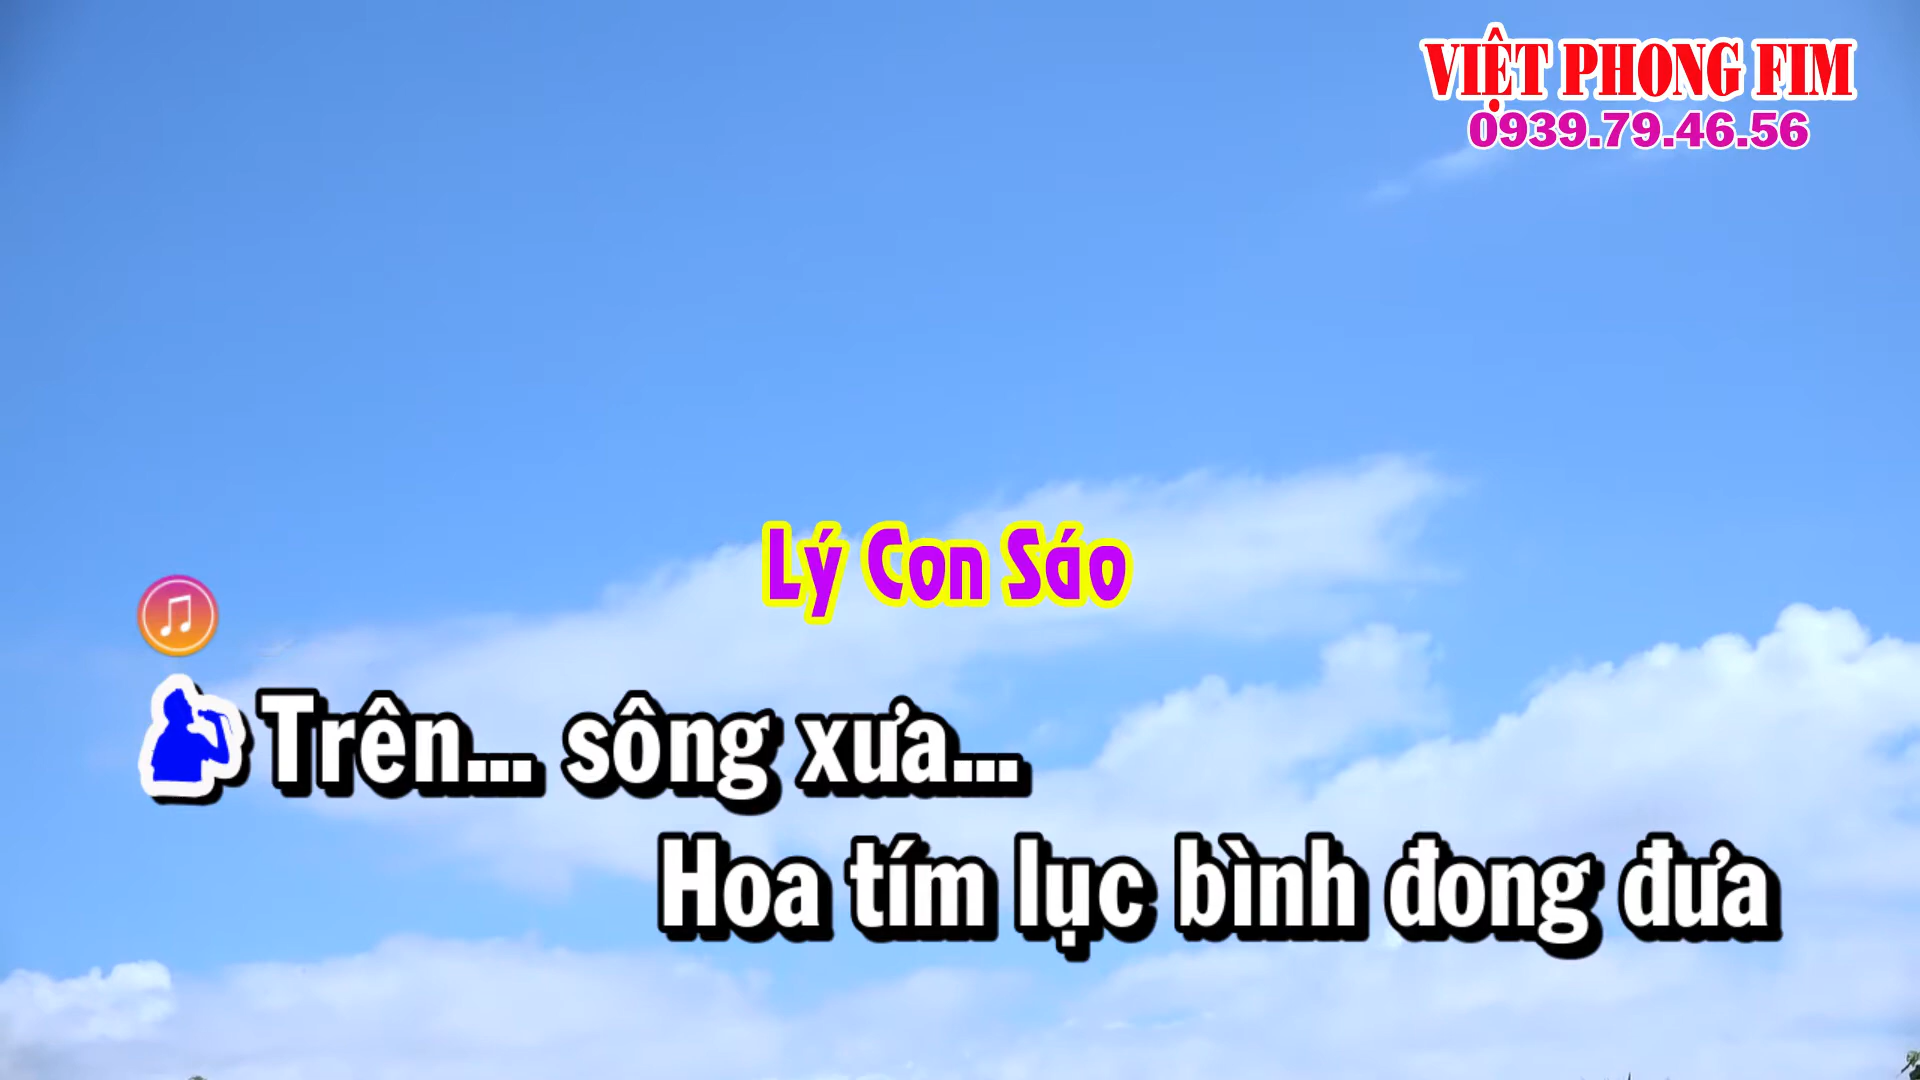 VIỆT PHONG FIM
0939.79.46.56
Lý Con Sáo
Trên... sông xưa...
Hoa tím lục bình đong đưa